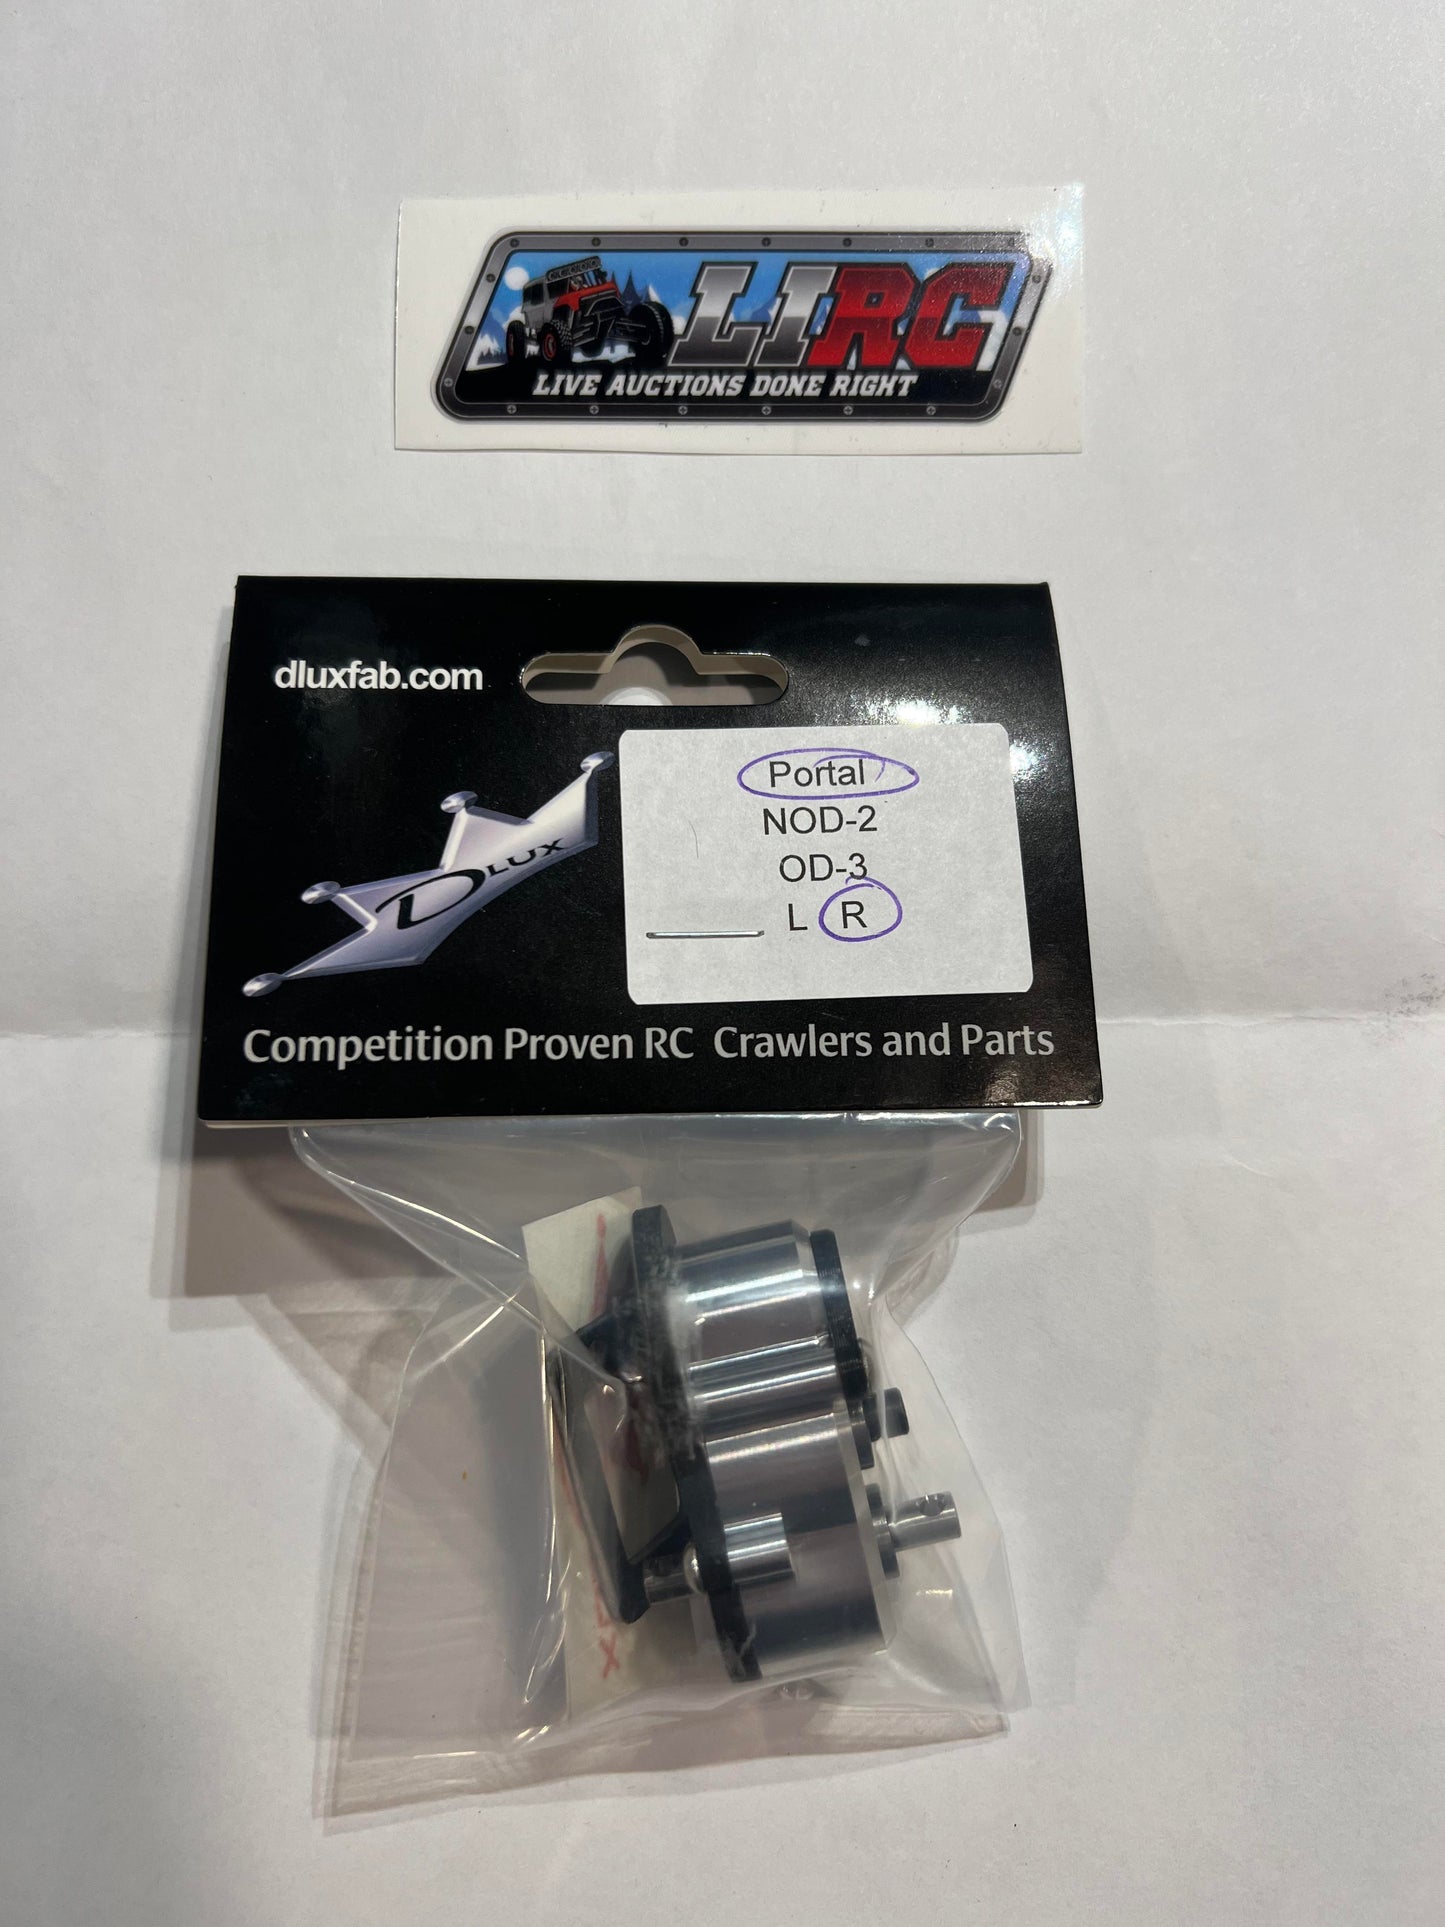 LIRC
LIVE AUCTIONS DONE RIGHT
dluxfab.com
Portal
NOD-2
OD-3
L R
DLUX
Competition Proven RC Crawlers and Parts